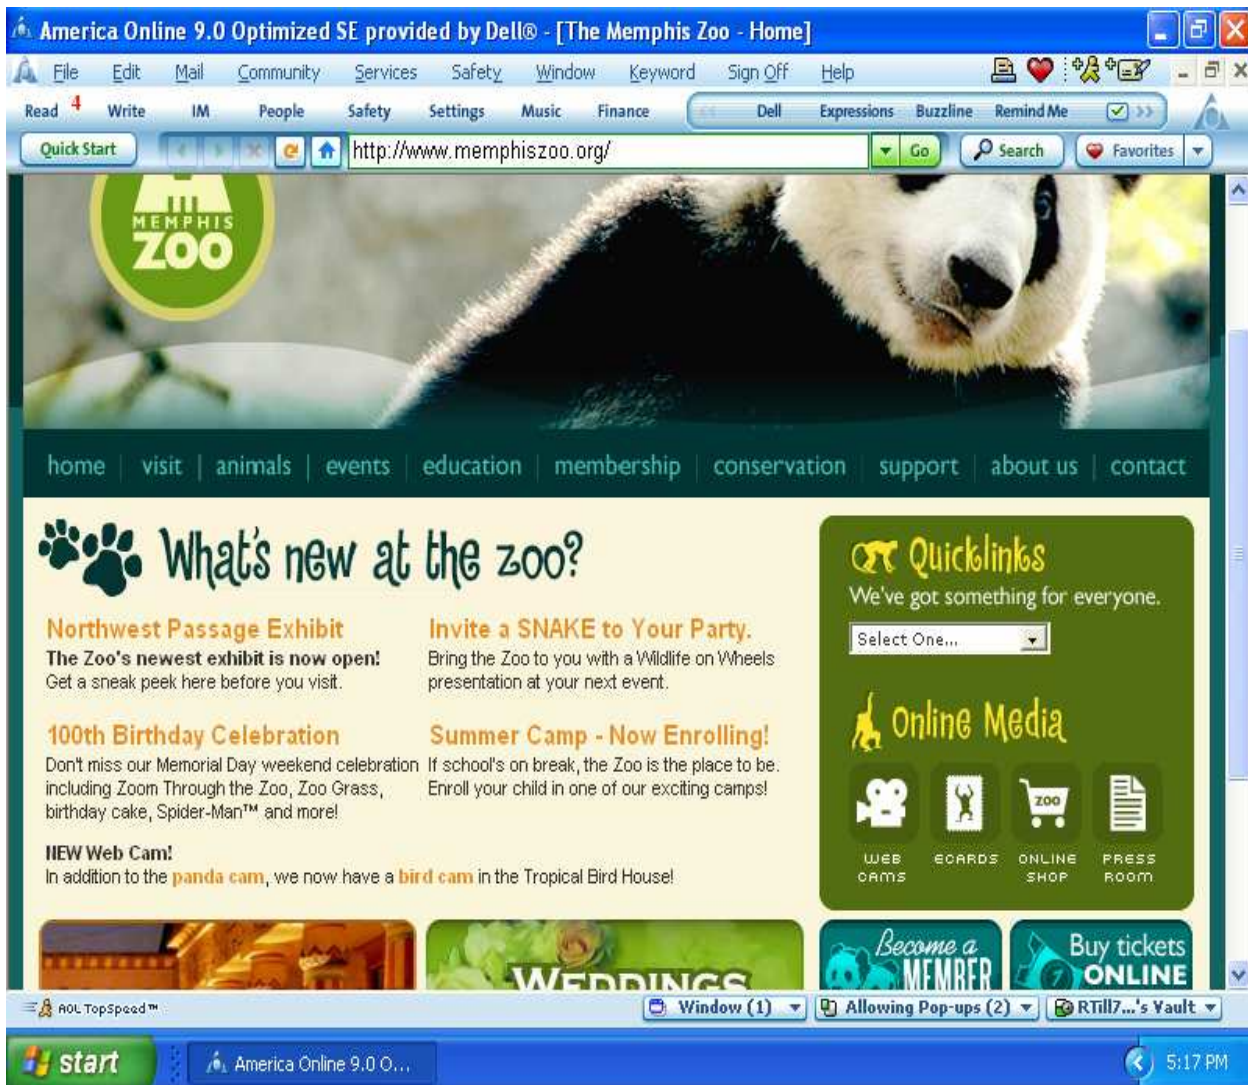 America Online 9.0 Optimized SE provided by Dell® - [The Memphis Zoo - Home]
File Edit Mail Community Services Safety Window Keyword Sign Off Help
Read 4 Write IM People Safety Settings Music Finance Dell Expressions Buzzline Remind Me
Quick Start http://www.memphiszoo.org/ Go Search Favorites
MEMPHIS
ZOO
home | visit | animals | events | education | membership | conservation | support | about us | contact
What's new at the zoo?
Northwest Passage Exhibit
The Zoo's newest exhibit is now open!
Get a sneak peek here before you visit.
Invite a SNAKE to Your Party.
Bring the Zoo to you with a Wildlife on Wheels
presentation at your next event.
100th Birthday Celebration
Don't miss our Memorial Day weekend celebration
including Zoom Through the Zoo, Zoo Grass,
birthday cake, Spider-Man™ and more!
Summer Camp - Now Enrolling!
If school's on break, the Zoo is the place to be.
Enroll your child in one of our exciting camps!
NEW Web Cam!
In addition to the panda cam, we now have a bird cam in the Tropical Bird House!
Quicklinks
We've got something for everyone.
Select One...
Online Media
ZOO
WEB CAMS
ECARDS
ONLINE SHOP
PRESS ROOM
WEDDINGS
Become a
MEMBER
Buy tickets
ONLINE
AOL TopSpeed™ Window (1) Allowing Pop-ups (2) RTill7...'s Vault
start America Online 9.0 O... 5:17 PM